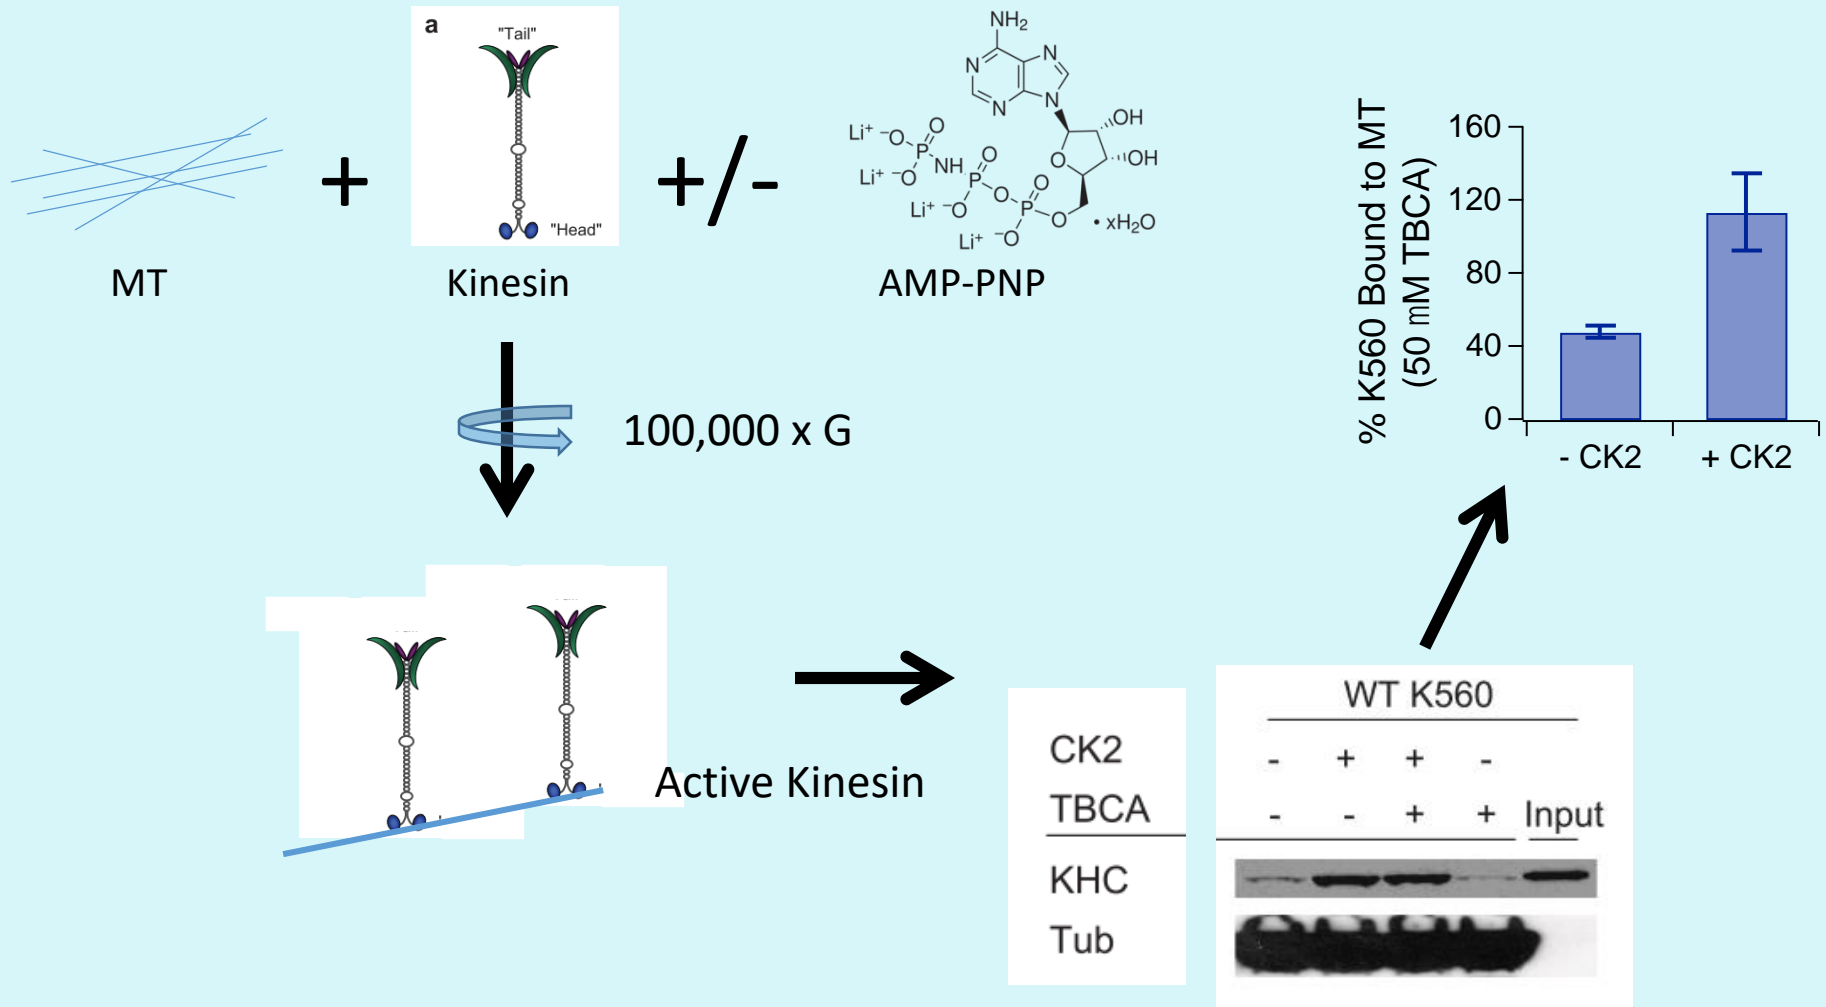 a
"Tail"
"Head"
NH₂
N
N
N
N
O
OH
OH
Li⁺ ⁻O
O
P
Li⁺ ⁻O
NH
O
P
O
Li⁺ ⁻O
O
P
O
Li⁺ ⁻O
• xH₂O
+
+/-
MT
Kinesin
AMP-PNP
100,000 x G
Active Kinesin
% K560 Bound to MT
(50 mM TBCA)
160
120
80
40
0
- CK2
+ CK2
WT K560
CK2 - + + -
TBCA - - + + Input
KHC
Tub